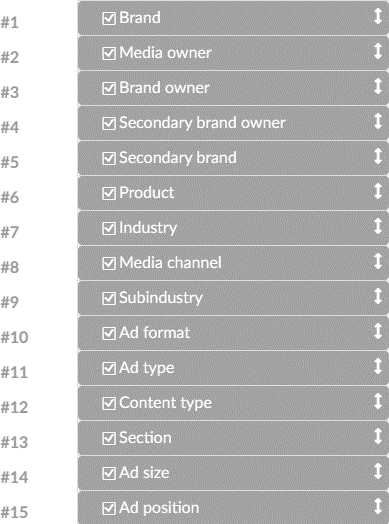 #1 Brand
#2 Media owner
#3 Brand owner
#4 Secondary brand owner
#5 Secondary brand
#6 Product
#7 Industry
#8 Media channel
#9 Subindustry
#10 Ad format
#11 Ad type
#12 Content type
#13 Section
#14 Ad size
#15 Ad position